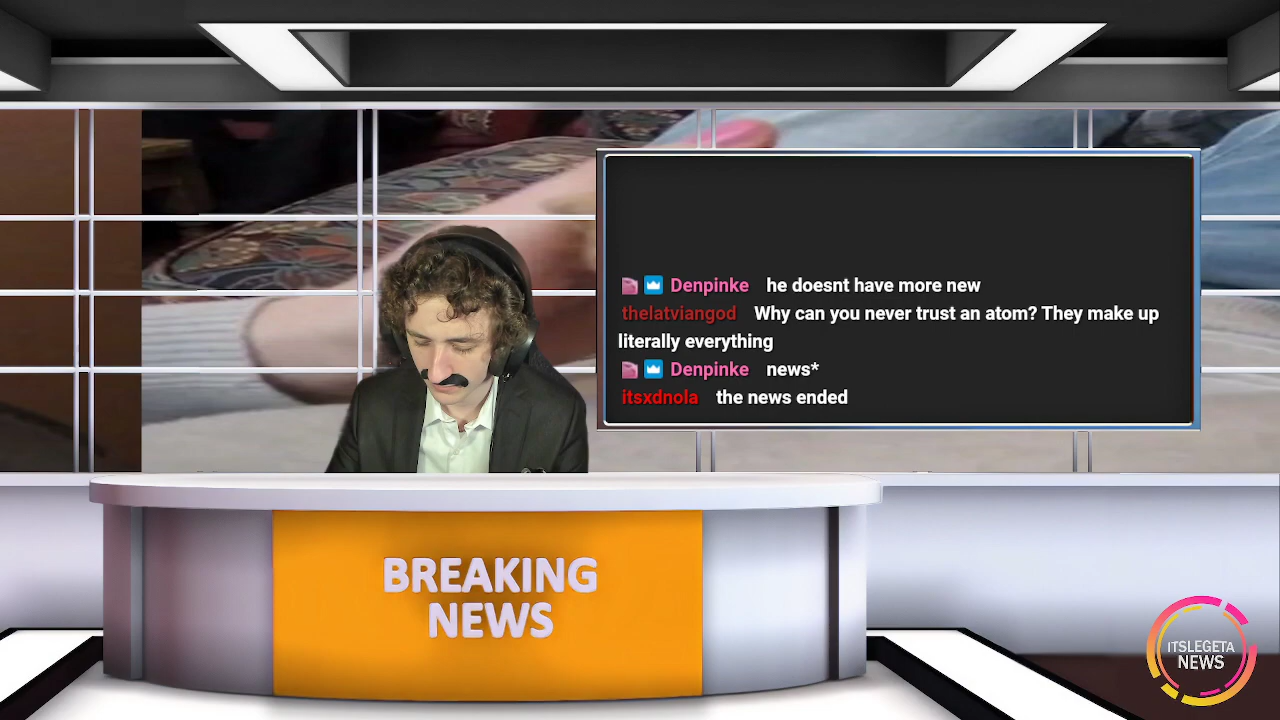 Denpinke he doesnt have more new
thelatviangod Why can you never trust an atom? They make up
literally everything
Denpinke news*
itsxdnola the news ended
BREAKING
NEWS
ITSLEGETA
NEWS